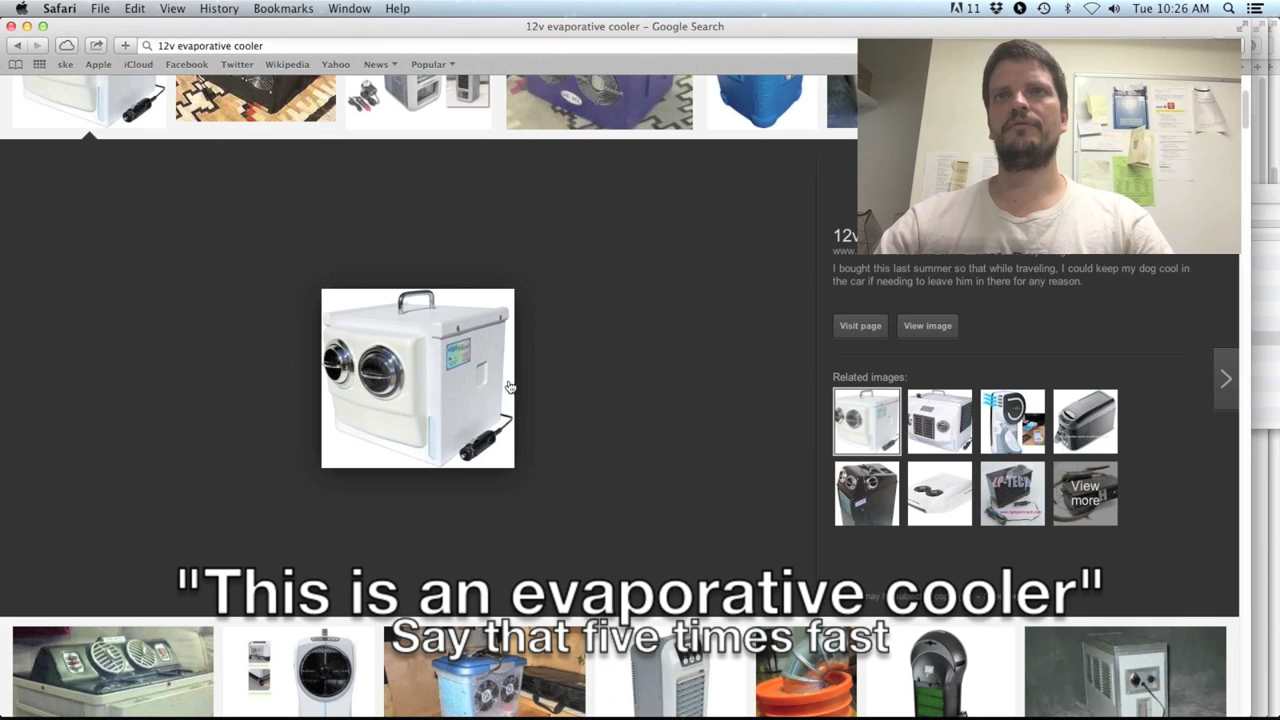 Safari File Edit View History Bookmarks Window Help 11 Tue 10:26 AM
12v evaporative cooler – Google Search
12v evaporative cooler
ske Apple iCloud Facebook Twitter Wikipedia Yahoo News Popular
12v
www
I bought this last summer so that while traveling, I could keep my dog cool in
the car if needing to leave him in there for any reason.
Visit page View image
Related images:
View
more
"This is an evaporative cooler"
Say that five times fast